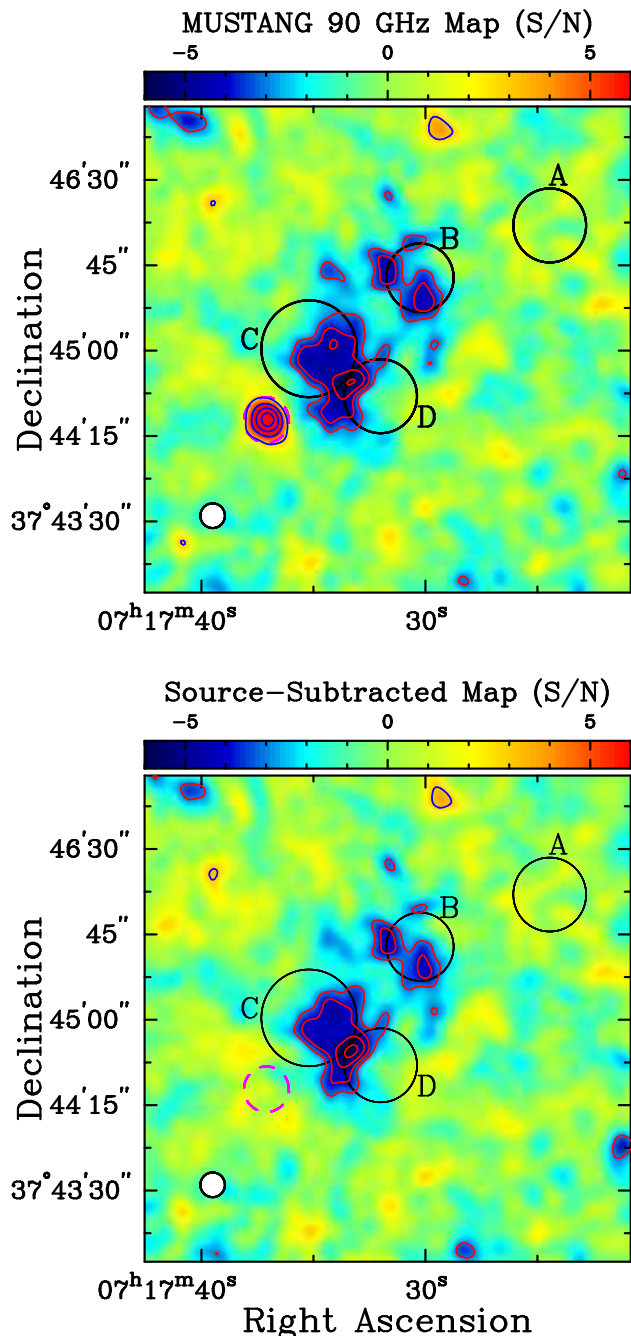 MUSTANG 90 GHz Map (S/N)
−5 0 5
A
46'30"
B
45"
C
45'00"
D
44'15"
37°43'30"
07ʰ17ᵐ40ˢ 30ˢ
Declination
Source−Subtracted Map (S/N)
−5 0 5
A
46'30"
B
45"
C
45'00"
D
44'15"
37°43'30"
07ʰ17ᵐ40ˢ 30ˢ
Declination
Right Ascension